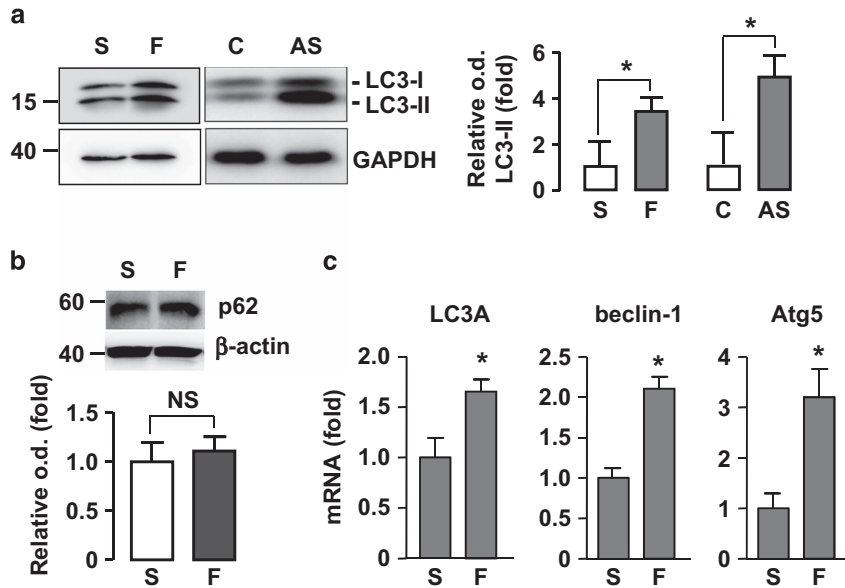 a
S F C AS
- LC3-I
15 - LC3-II
40 GAPDH
Relative o.d.
LC3-II (fold)
6
4
2
0
* *
S F C AS
b
S F
60 p62
40 β-actin
Relative o.d. (fold)
1.5
1.0
0.5
0
NS
S F
c
mRNA (fold)
LC3A
2.0
1.5
1.0
0.5
0
*
S F
beclin-1
2.5
2.0
1.5
1.0
0.5
0.0
*
S F
Atg5
4
3
2
1
0
*
S F